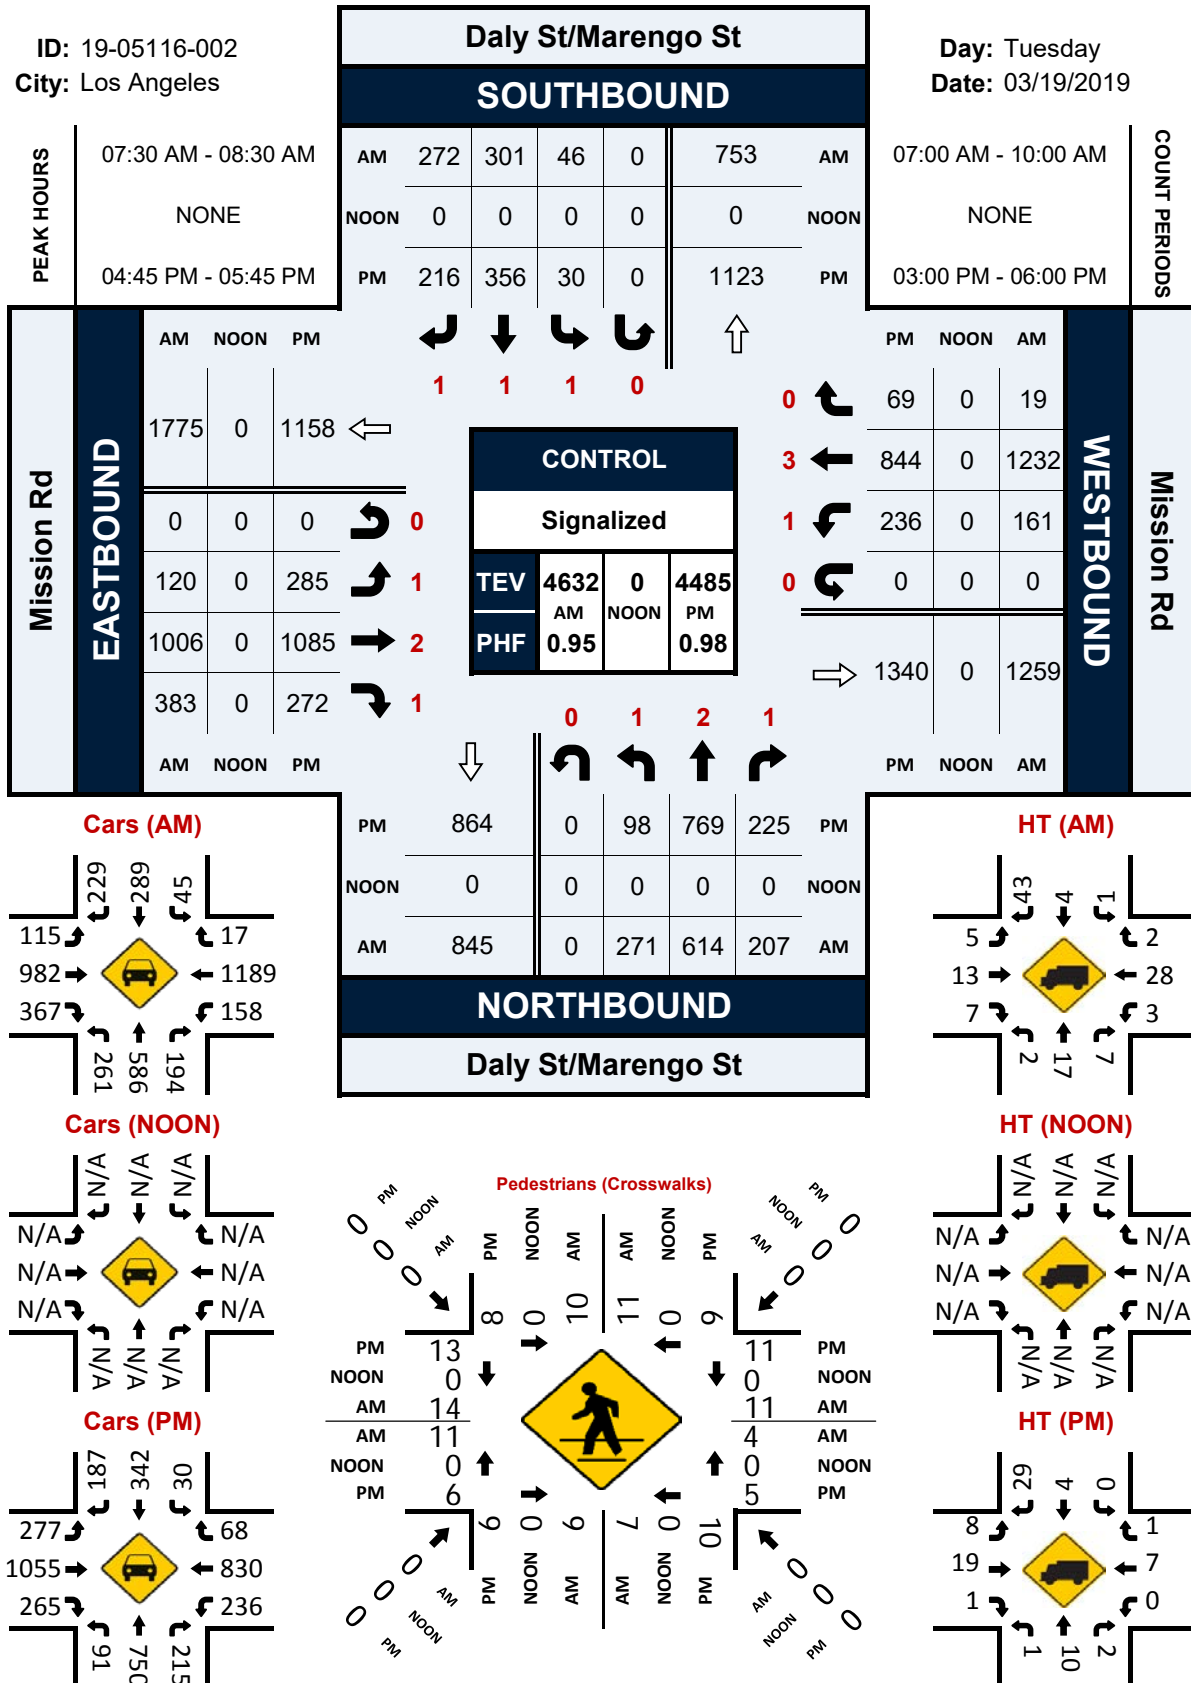 ID: 19-05116-002
City: Los Angeles
Daly St/Marengo St
SOUTHBOUND
Day: Tuesday
Date: 03/19/2019
PEAK HOURS
07:30 AM - 08:30 AM
NONE
04:45 PM - 05:45 PM
AM 272 301 46 0 753 AM
NOON 0 0 0 0 0 NOON
PM 216 356 30 0 1123 PM
07:00 AM - 10:00 AM
NONE
03:00 PM - 06:00 PM
COUNT PERIODS
1 1 1 0
Mission Rd
EASTBOUND
AM NOON PM
1775 0 1158
0 0 0 0
120 0 285 1
1006 0 1085 2
383 0 272 1
AM NOON PM
CONTROL
Signalized
TEV 4632 0 4485
AM NOON PM
PHF 0.95 0.98
PM NOON AM
0 69 0 19
3 844 0 1232
1 236 0 161
0 0 0 0
1340 0 1259
PM NOON AM
WESTBOUND
Mission Rd
0 1 2 1
PM 864 0 98 769 225 PM
NOON 0 0 0 0 0 NOON
AM 845 0 271 614 207 AM
NORTHBOUND
Daly St/Marengo St
Cars (AM)
229 289 45
115 17
982 1189
367 158
261 586 194
HT (AM)
43 4 1
5 2
13 28
7 3
2 17 7
Cars (NOON)
N/A N/A N/A
N/A N/A
N/A N/A
N/A N/A
N/A N/A N/A
HT (NOON)
N/A N/A N/A
N/A N/A
N/A N/A
N/A N/A
N/A N/A N/A
Cars (PM)
187 342 30
277 68
1055 830
265 236
91 750 215
HT (PM)
29 4 0
8 1
19 7
1 0
1 10 2
Pedestrians (Crosswalks)
PM NOON AM
0 0 0
PM NOON AM AM NOON PM
8 0 10 11 0 9
PM NOON AM
0 0 0
PM 13 11 PM
NOON 0 0 NOON
AM 14 11 AM
AM 11 4 AM
NOON 0 0 NOON
PM 6 5 PM
9 0 6 7 0 10
PM NOON AM AM NOON PM
0 0 0
AM NOON PM
0 0 0
AM NOON PM